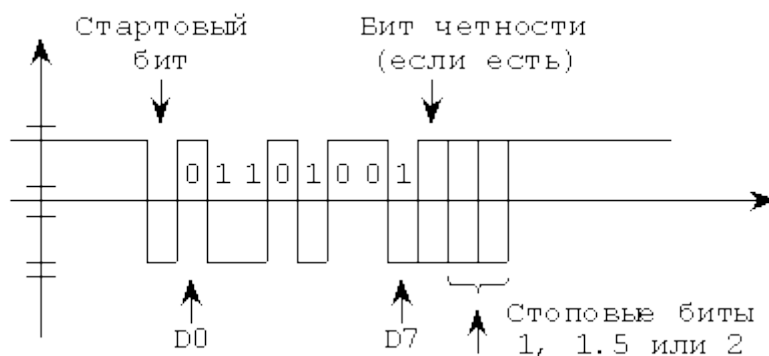 Стартовый
бит
Бит четности
(если есть)
0 1 1 0 1 0 0 1
D0
D7
Стоповые биты
1, 1.5 или 2